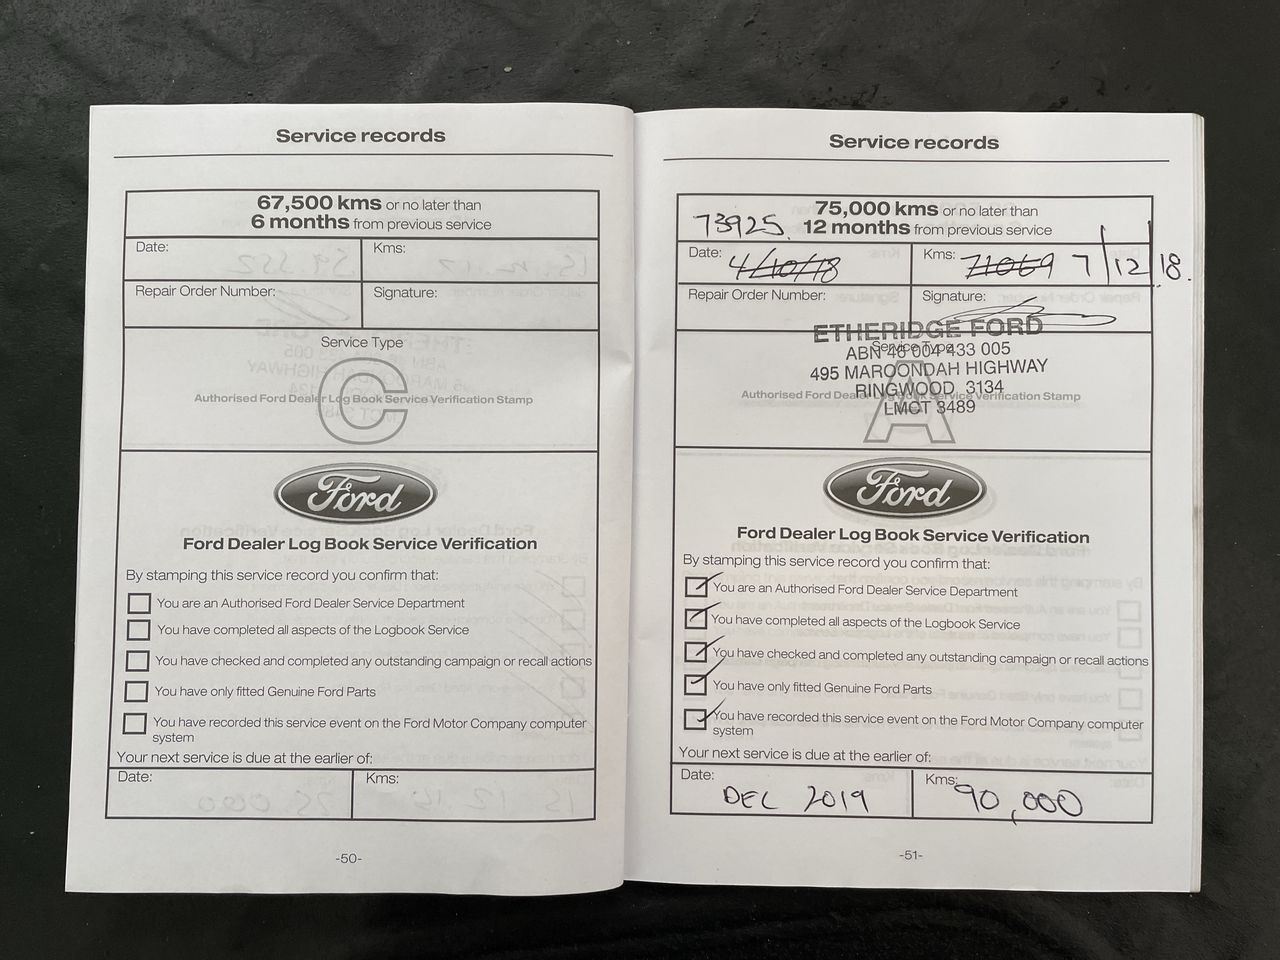 Service records
67,500 kms or no later than
6 months from previous service
Date:
Kms:
Repair Order Number:
Signature:
Service Type
C
Authorised Ford Dealer Log Book Service Verification Stamp
Ford
Ford Dealer Log Book Service Verification
By stamping this service record you confirm that:
You are an Authorised Ford Dealer Service Department
You have completed all aspects of the Logbook Service
You have checked and completed any outstanding campaign or recall actions
You have only fitted Genuine Ford Parts
You have recorded this service event on the Ford Motor Company computer
system
Your next service is due at the earlier of:
Date:
Kms:
-50-
Service records
75,000 kms or no later than
73925. 12 months from previous service
Date: 4/10/18
Kms: 71069 7/12/18.
Repair Order Number:
Signature:
ETHERIDGE FORD
Service Type
ABN 46 004 433 005
495 MAROONDAH HIGHWAY
RINGWOOD, 3134
Authorised Ford Dealer Log Book Service Verification Stamp
LMCT 3489
A
Ford
Ford Dealer Log Book Service Verification
By stamping this service record you confirm that:
You are an Authorised Ford Dealer Service Department
You have completed all aspects of the Logbook Service
You have checked and completed any outstanding campaign or recall actions
You have only fitted Genuine Ford Parts
You have recorded this service event on the Ford Motor Company computer
system
Your next service is due at the earlier of:
Date: DEC 2019
Kms: 90,000
-51-